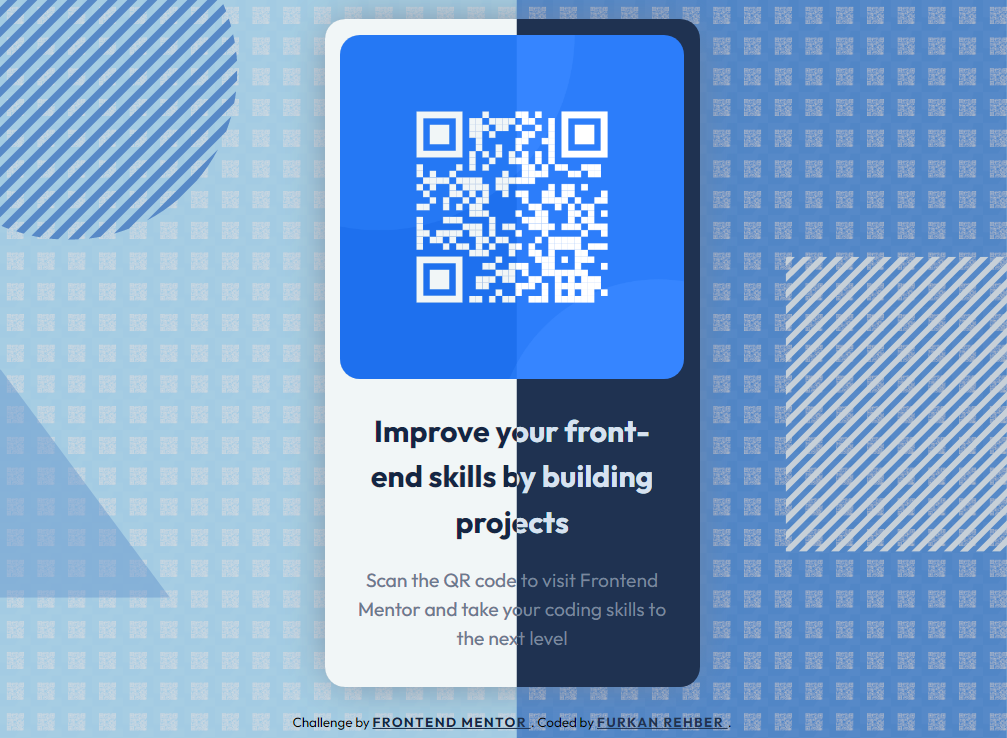 Improve your front-
end skills by building
projects
Scan the QR code to visit Frontend
Mentor and take your coding skills to
the next level
Challenge by FRONTEND MENTOR . Coded by FURKAN REHBER .